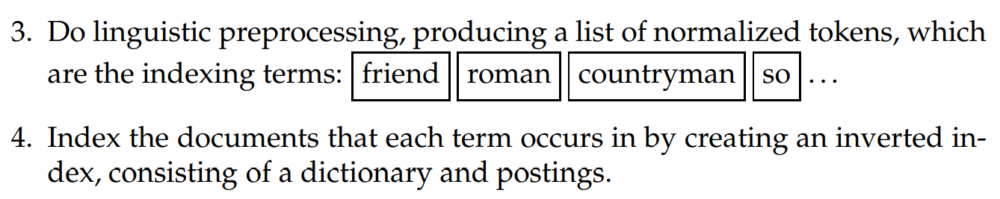 3. Do linguistic preprocessing, producing a list of normalized tokens, which
are the indexing terms: friend roman countryman so ...
4. Index the documents that each term occurs in by creating an inverted in-
dex, consisting of a dictionary and postings.